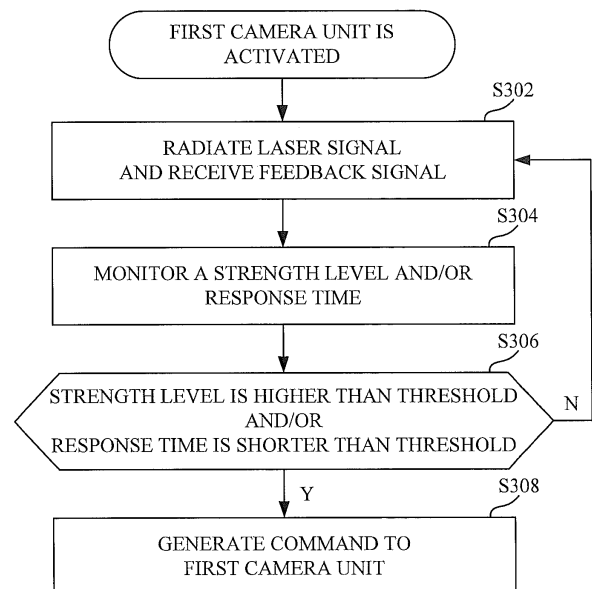 FIRST CAMERA UNIT IS
ACTIVATED
S302
RADIATE LASER SIGNAL
AND RECEIVE FEEDBACK SIGNAL
S304
MONITOR A STRENGTH LEVEL AND/OR
RESPONSE TIME
S306
STRENGTH LEVEL IS HIGHER THAN THRESHOLD
AND/OR
RESPONSE TIME IS SHORTER THAN THRESHOLD
N
Y
S308
GENERATE COMMAND TO
FIRST CAMERA UNIT